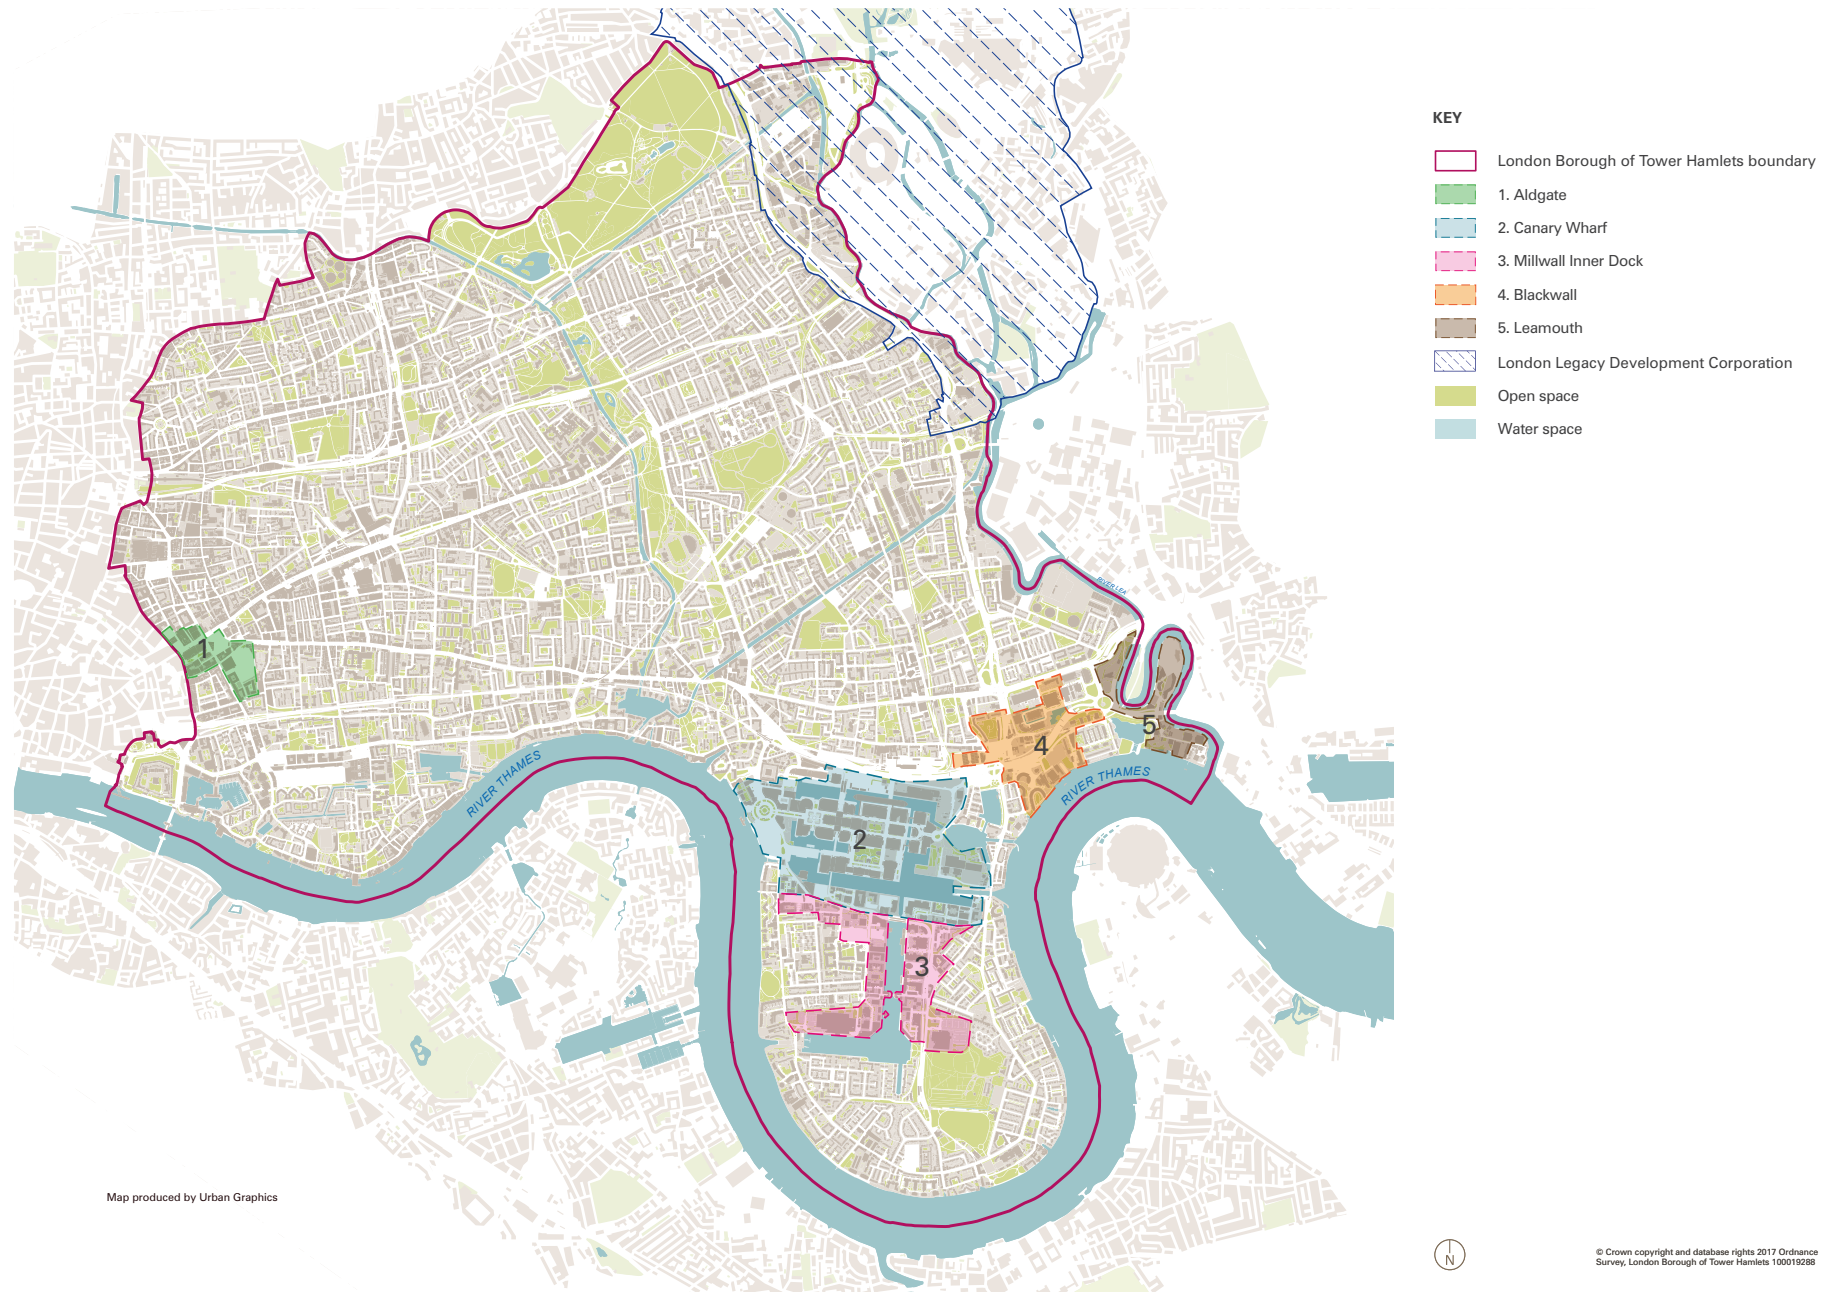 KEY
London Borough of Tower Hamlets boundary
1. Aldgate
2. Canary Wharf
3. Millwall Inner Dock
4. Blackwall
5. Leamouth
London Legacy Development Corporation
Open space
Water space
RIVER LEA
1
5
4
RIVER THAMES
RIVER THAMES
2
3
Map produced by Urban Graphics
N
© Crown copyright and database rights 2017 Ordnance
Survey, London Borough of Tower Hamlets 100019288